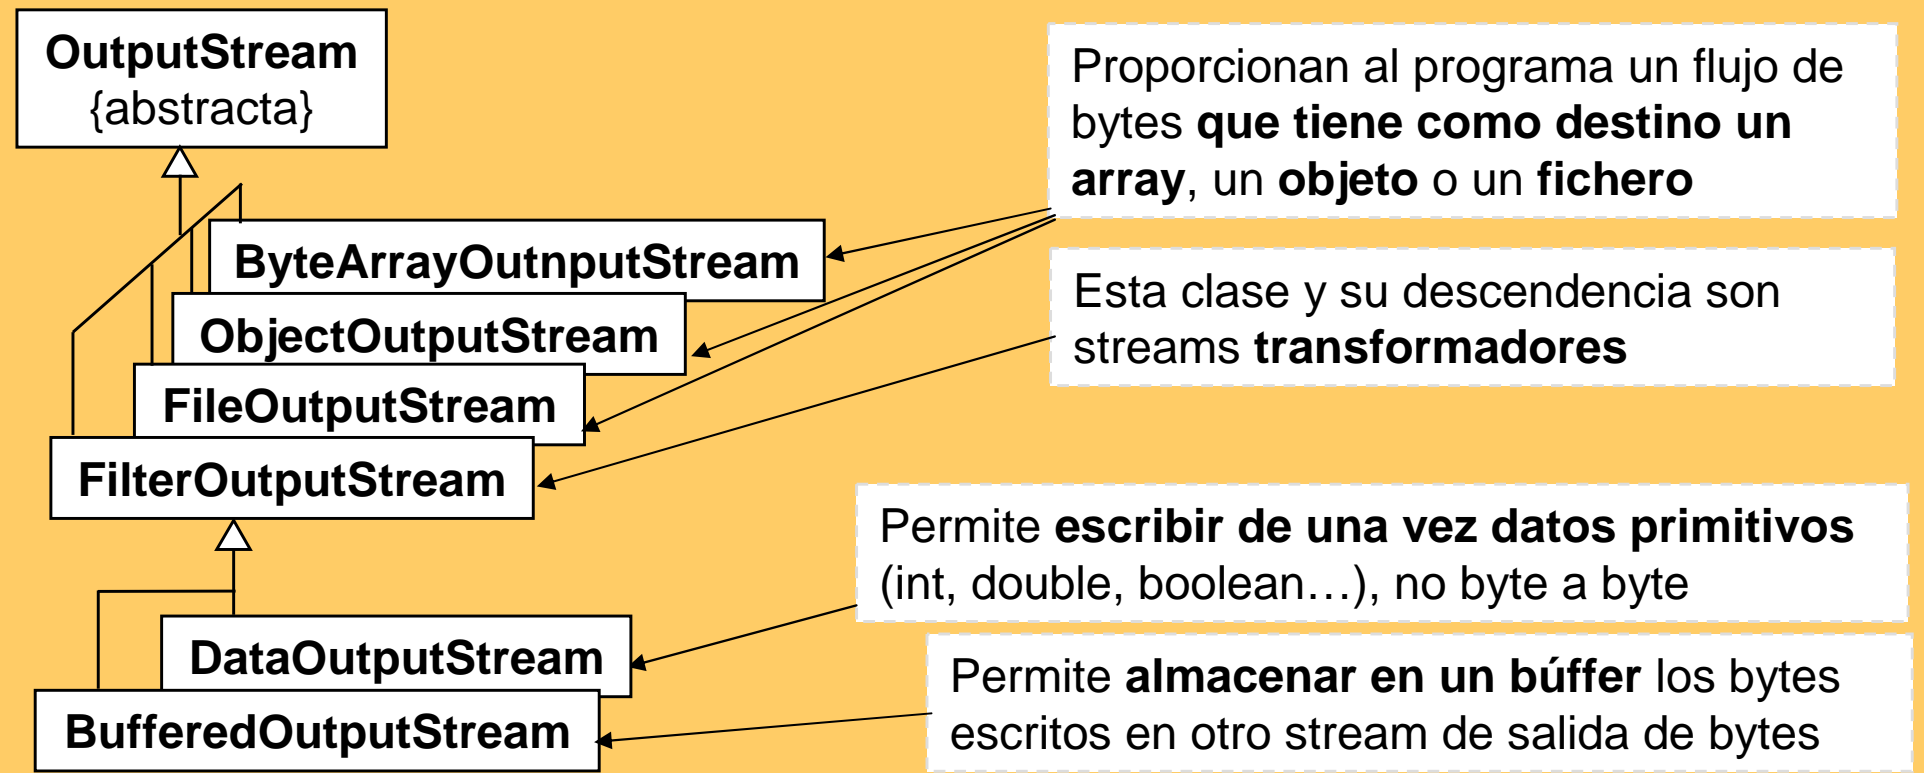 OutputStream
{abstracta}
Proporcionan al programa un flujo de
bytes que tiene como destino un
array, un objeto o un fichero
ByteArrayOutnputStream
ObjectOutputStream
FileOutputStream
FilterOutputStream
Esta clase y su descendencia son
streams transformadores
Permite escribir de una vez datos primitivos
(int, double, boolean…), no byte a byte
DataOutputStream
BufferedOutputStream
Permite almacenar en un búffer los bytes
escritos en otro stream de salida de bytes